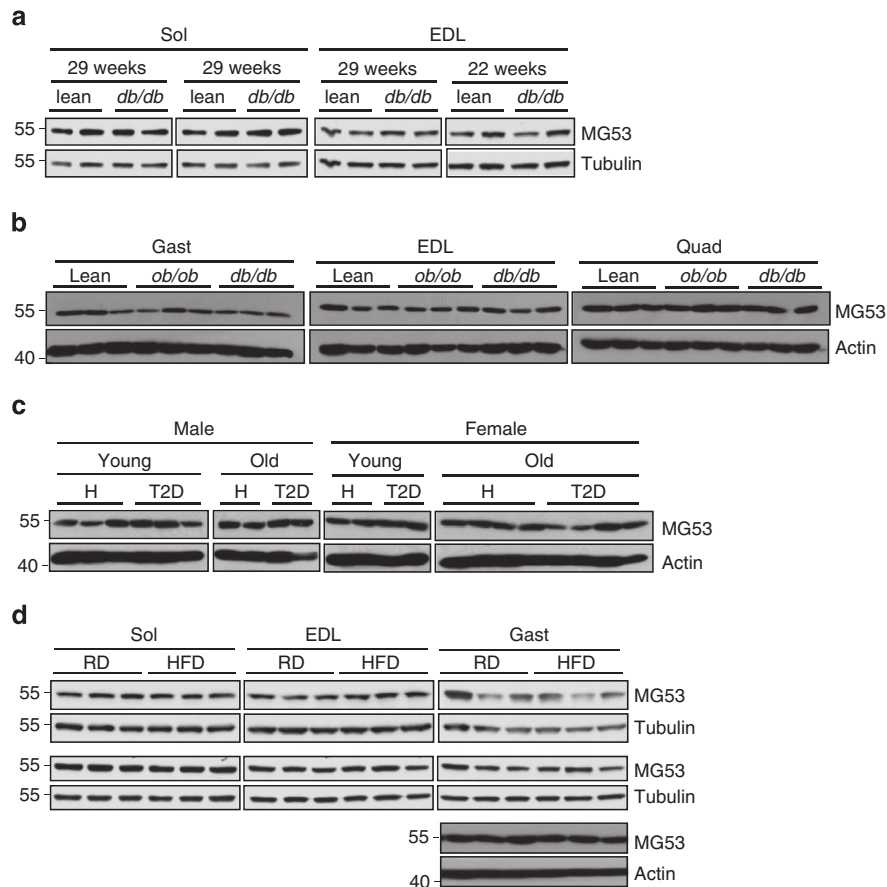 a
Sol EDL
29 weeks 29 weeks 29 weeks 22 weeks
lean db/db lean db/db lean db/db lean db/db
55 MG53
55 Tubulin
b
Gast EDL Quad
Lean ob/ob db/db Lean ob/ob db/db Lean ob/ob db/db
55 MG53
40 Actin
c
Male Female
Young Old Young Old
H T2D H T2D H T2D H T2D
55 MG53
40 Actin
d
Sol EDL Gast
RD HFD RD HFD RD HFD
55 MG53
55 Tubulin
55 MG53
55 Tubulin
55 MG53
40 Actin